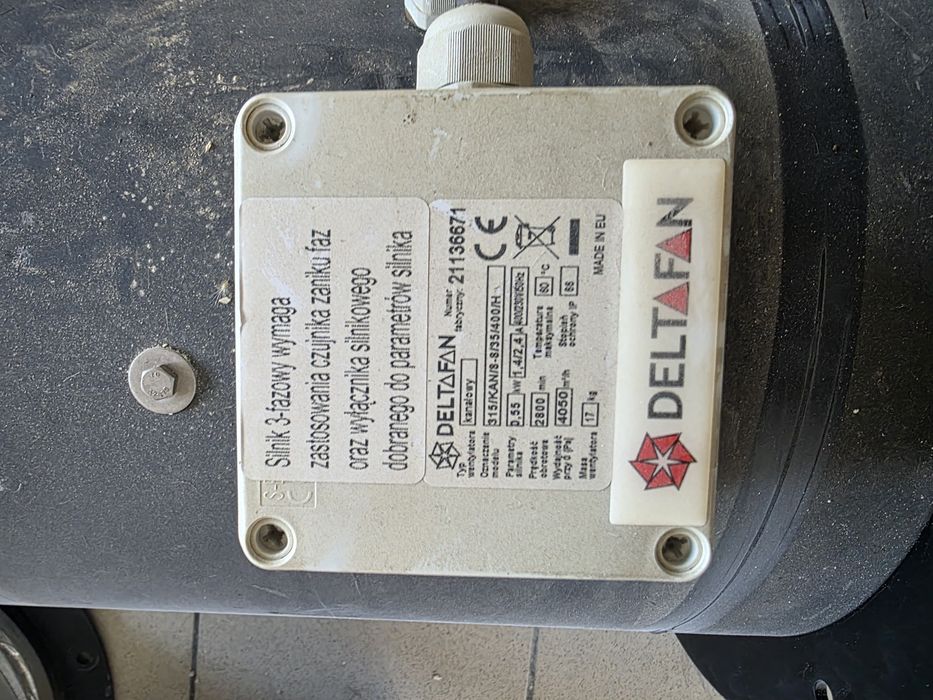 Silnik 3-fazowy wymaga
zastosowania czujnika zaniku faz
oraz wyłącznika silnikowego
dobranego do parametrów silnika
DELTAFAN
Numer fabryczny: 21136671
Typ wentylatora kanałowy
Oznaczenie modelu 315/KAN/8-8/35/400/H
CE
Parametry silnika 0,55 kW 1,4/2,4 A 400/230V/50Hz
Prędkość obrotowa 2800 min
Temperatura maksymalna 60 °C
Wydajność przy 0 [Pa] 4050 m³/h
Stopień ochrony IP 66
Masa wentylatora 17 kg
MADE IN EU
DELTAFAN